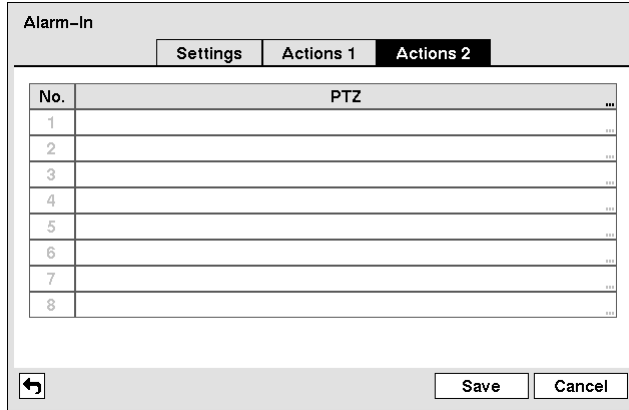 Alarm–In
Settings Actions 1 Actions 2
No. PTZ ...
1 ...
2 ...
3 ...
4 ...
5 ...
6 ...
7 ...
8 ...
Save Cancel